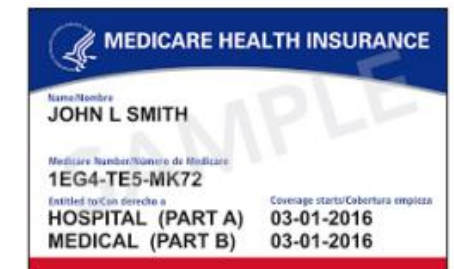 MEDICARE HEALTH INSURANCE
Name/Nombre
JOHN L SMITH
Medicare Number/Número de Medicare
1EG4-TE5-MK72
Entitled to/Con derecho a Coverage starts/Cobertura empieza
HOSPITAL (PART A) 03-01-2016
MEDICAL (PART B) 03-01-2016
SAMPLE